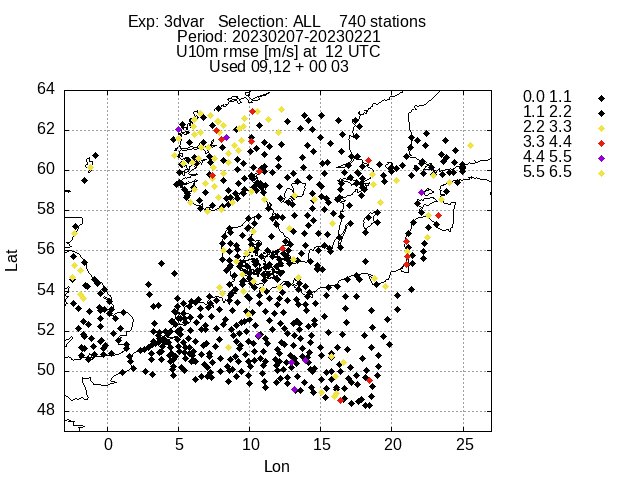 Exp: 3dvar   Selection: ALL    740 stations
Period: 20230207-20230221
U10m rmse [m/s] at  12 UTC
Used 09,12 + 00 03
0.0 1.1
1.1 2.2
2.2 3.3
3.3 4.4
4.4 5.5
5.5 6.5
64
62
60
58
56
54
52
50
48
Lat
0 5 10 15 20 25
Lon